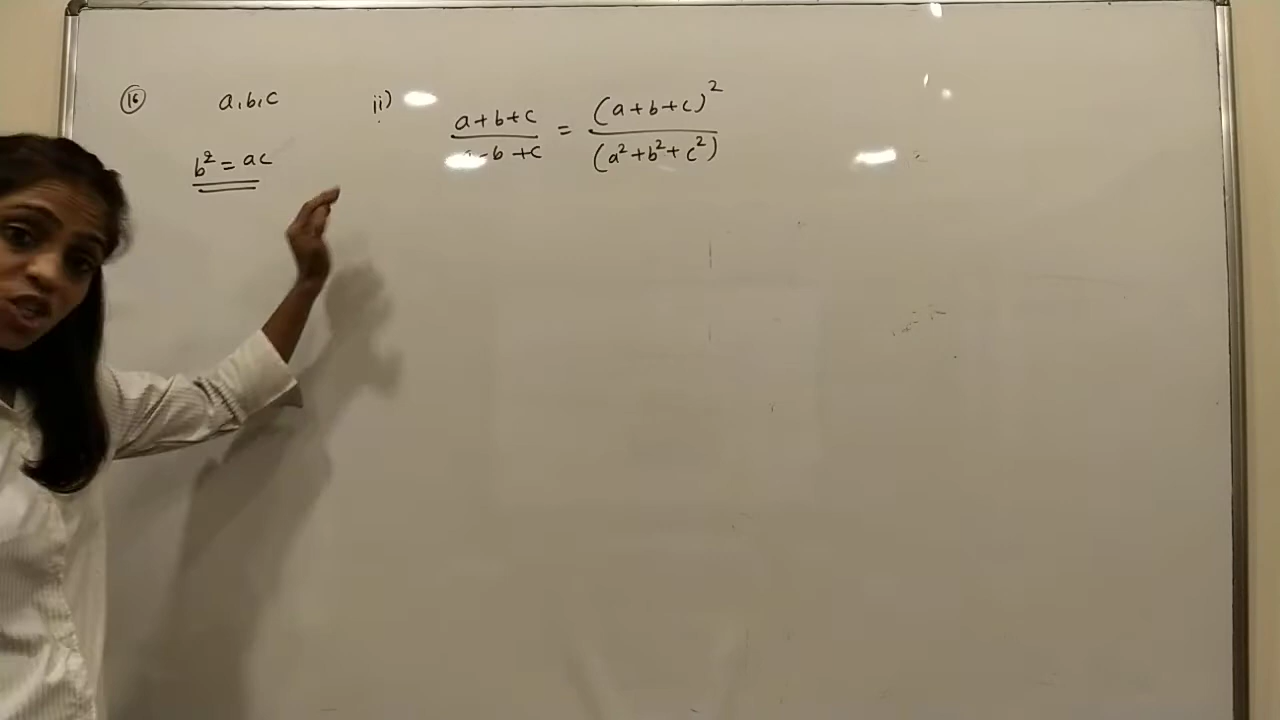 16 a,b,c
b² = ac
ii) a+b+c / -b+c = (a+b+c)² / (a²+b²+c²)